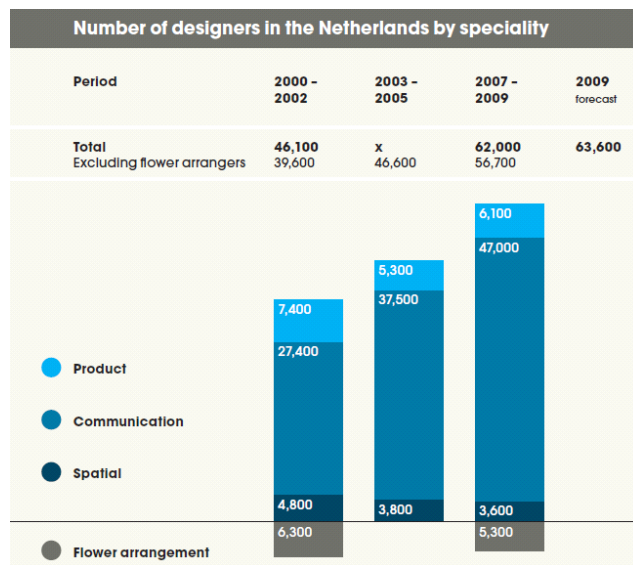 Number of designers in the Netherlands by speciality
Period
2000 –
2002
2003 –
2005
2007 –
2009
2009
forecast
Total 46,100 x 62,000 63,600
Excluding flower arrangers 39,600 46,600 56,700
6,100
47,000
5,300
37,500
7,400
27,400
Product
Communication
Spatial
4,800 3,800 3,600
6,300 5,300
Flower arrangement